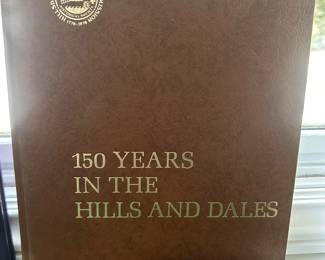 150 YEARS
IN THE
HILLS AND DALES